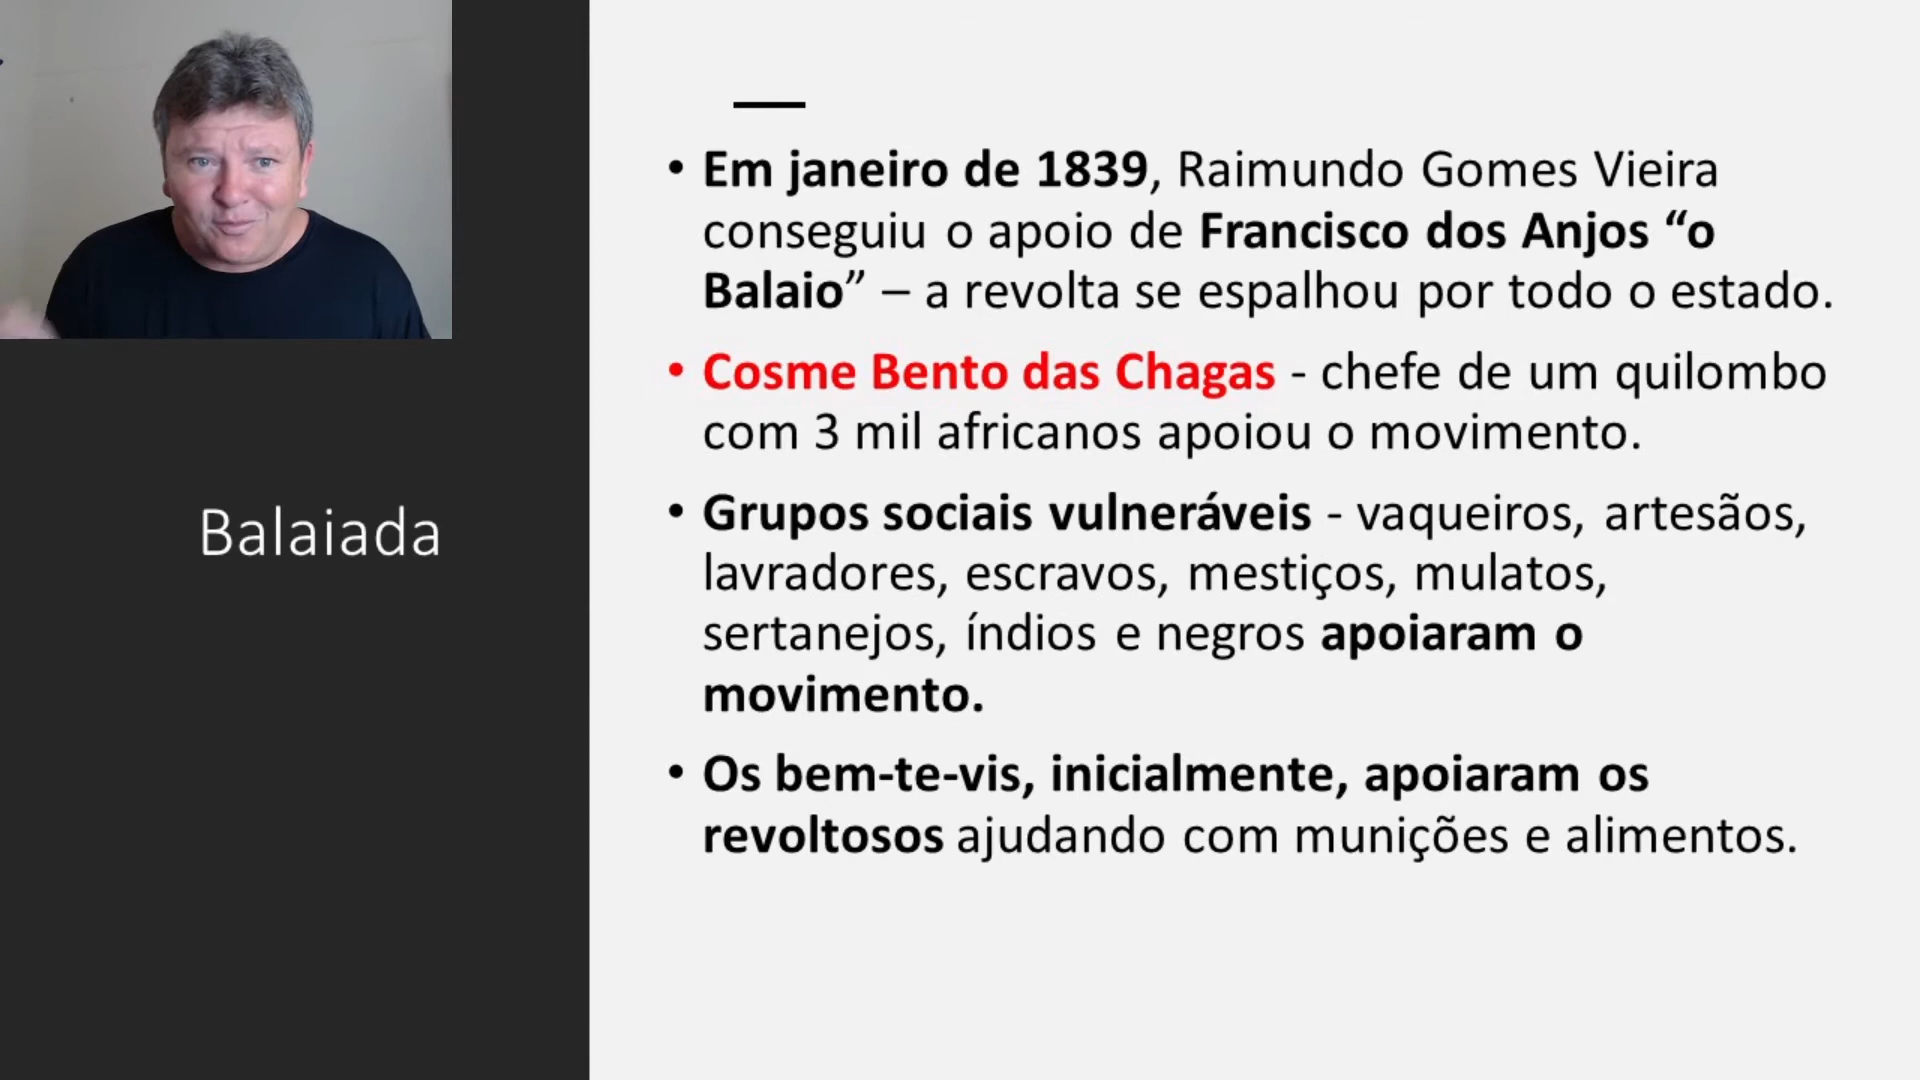 Balaiada
• Em janeiro de 1839, Raimundo Gomes Vieira
conseguiu o apoio de Francisco dos Anjos “o
Balaio” – a revolta se espalhou por todo o estado.
• Cosme Bento das Chagas - chefe de um quilombo
com 3 mil africanos apoiou o movimento.
• Grupos sociais vulneráveis - vaqueiros, artesãos,
lavradores, escravos, mestiços, mulatos,
sertanejos, índios e negros apoiaram o
movimento.
• Os bem-te-vis, inicialmente, apoiaram os
revoltosos ajudando com munições e alimentos.